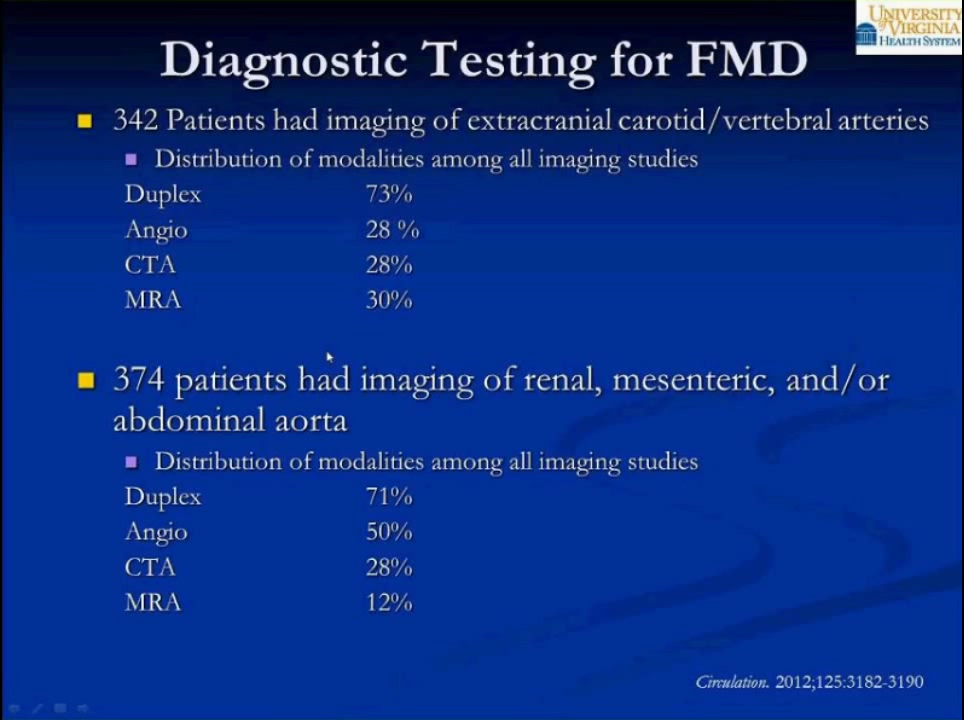 UNIVERSITY
of VIRGINIA
HEALTH SYSTEM
Diagnostic Testing for FMD
342 Patients had imaging of extracranial carotid/vertebral arteries
Distribution of modalities among all imaging studies
Duplex 73%
Angio 28 %
CTA 28%
MRA 30%
374 patients had imaging of renal, mesenteric, and/or
abdominal aorta
Distribution of modalities among all imaging studies
Duplex 71%
Angio 50%
CTA 28%
MRA 12%
Circulation. 2012;125:3182-3190